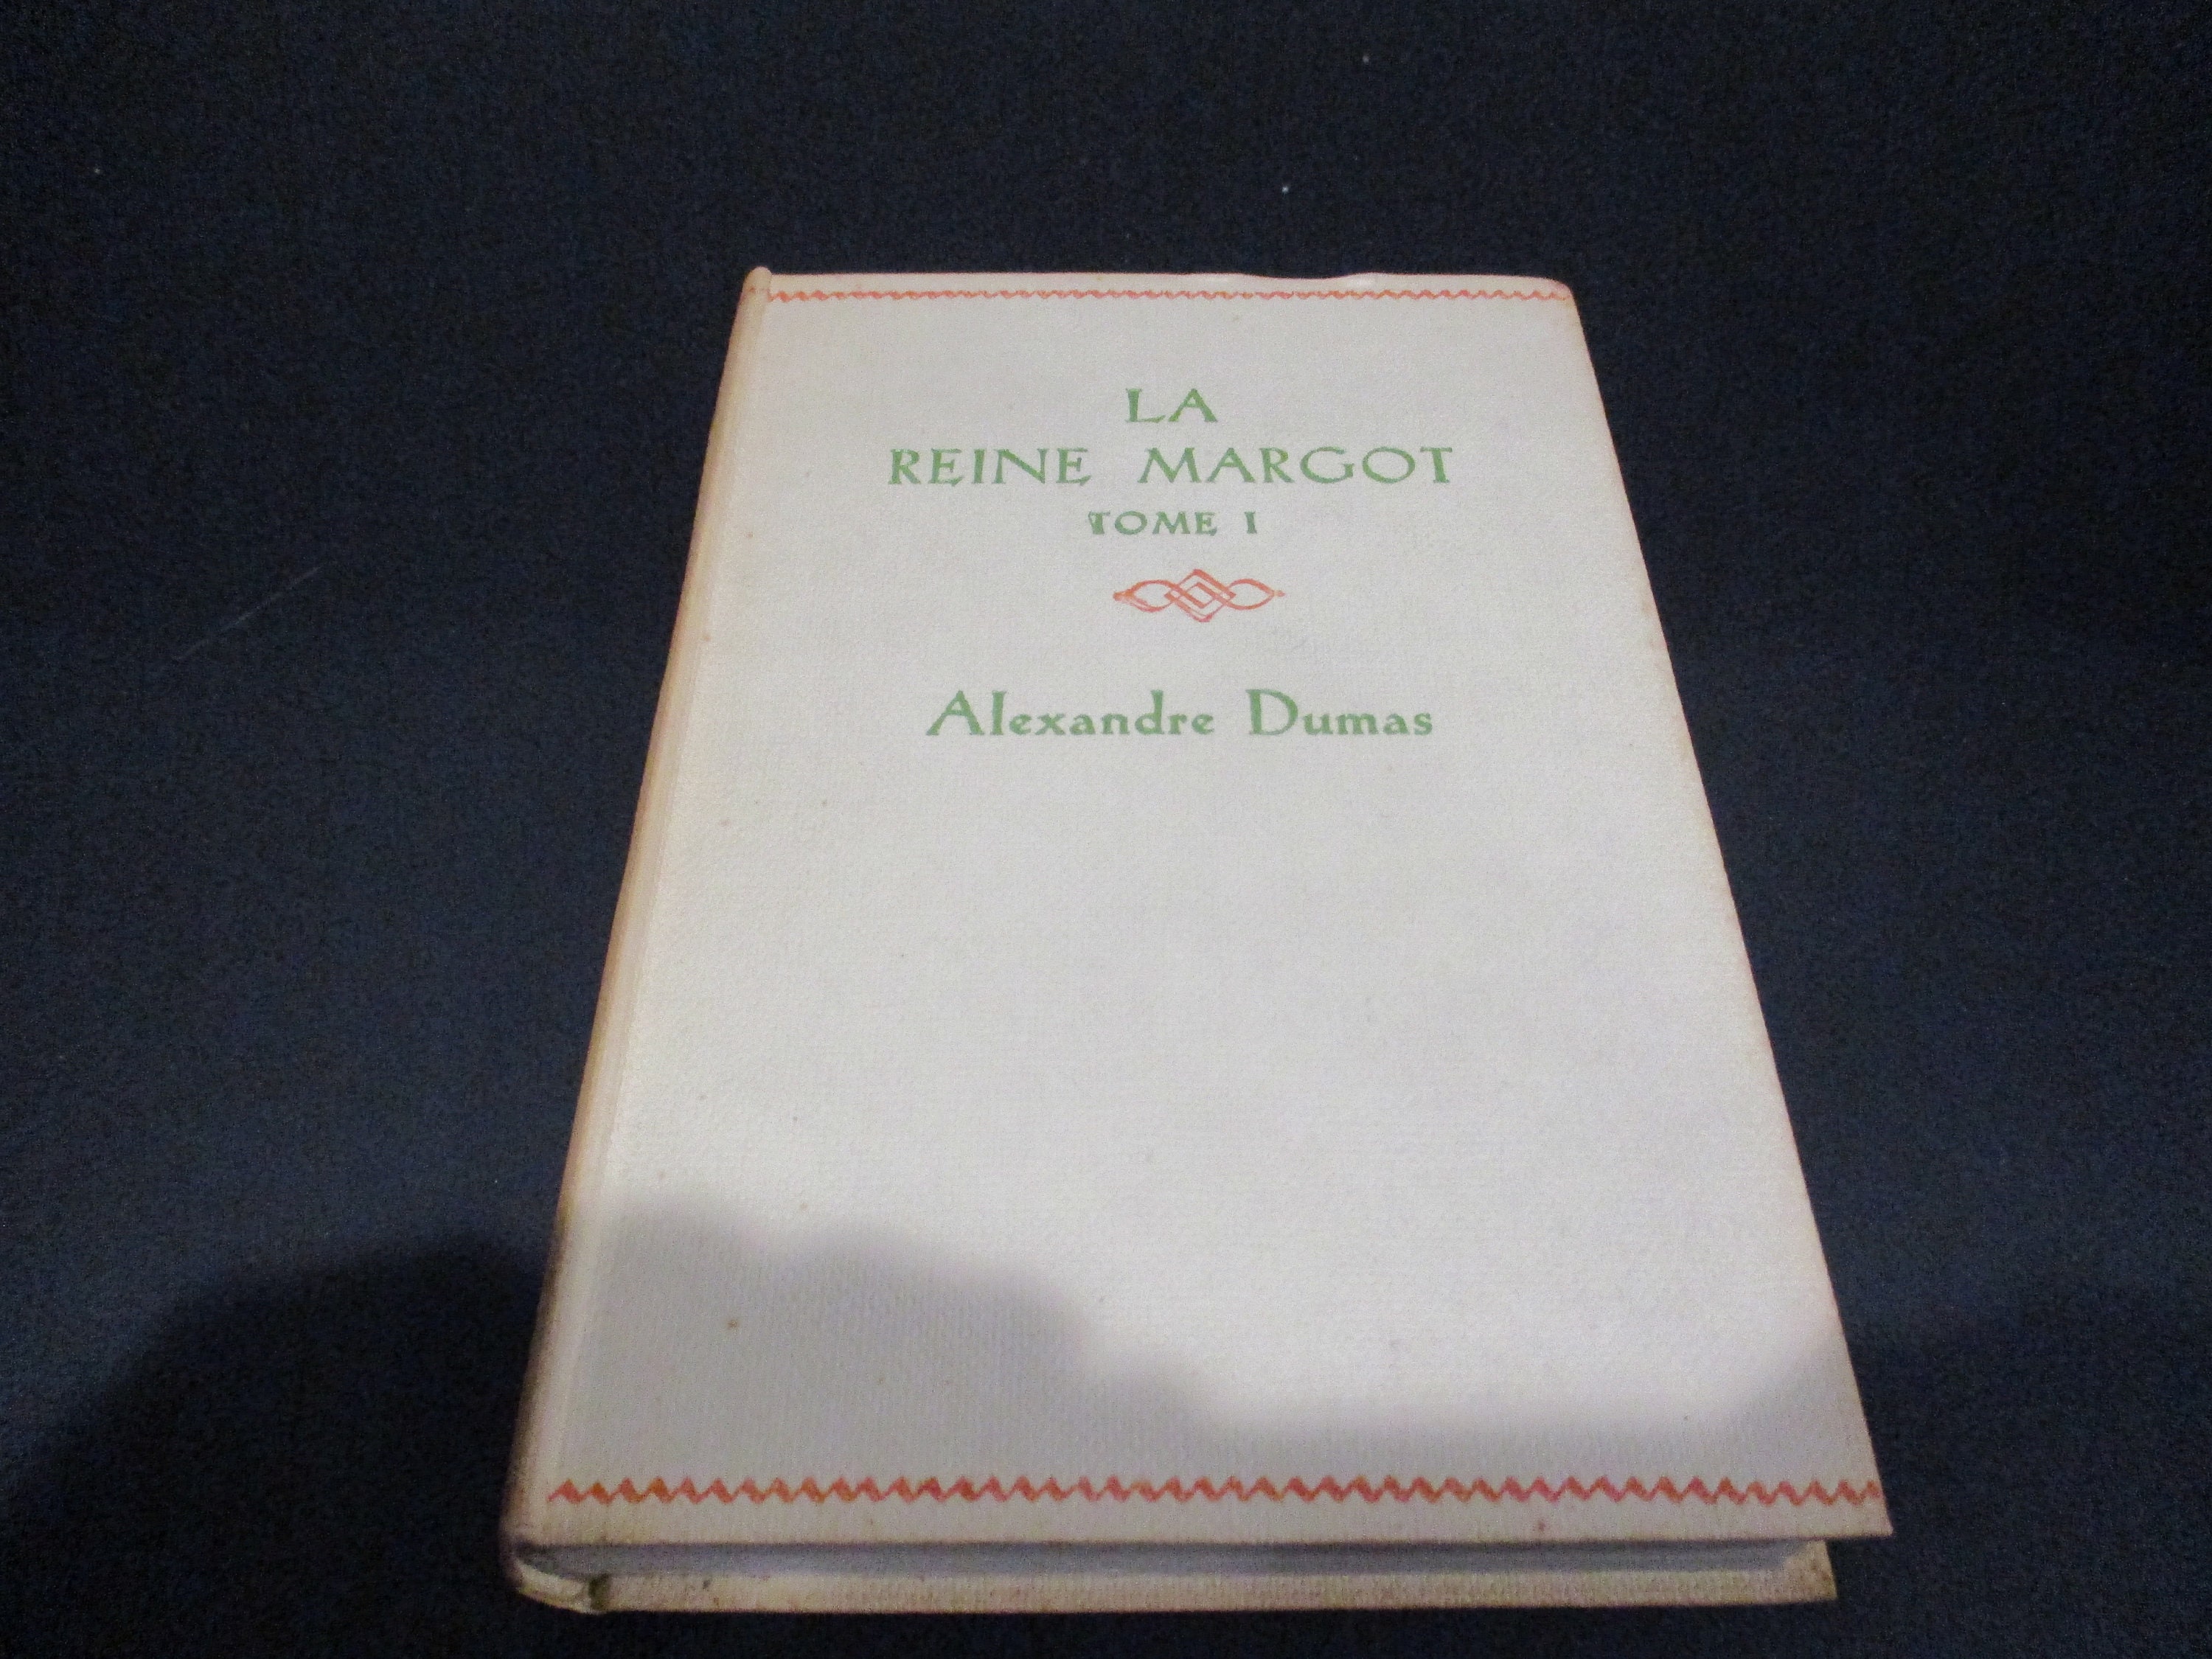 LA
REINE MARGOT
TOME I
Alexandre Dumas